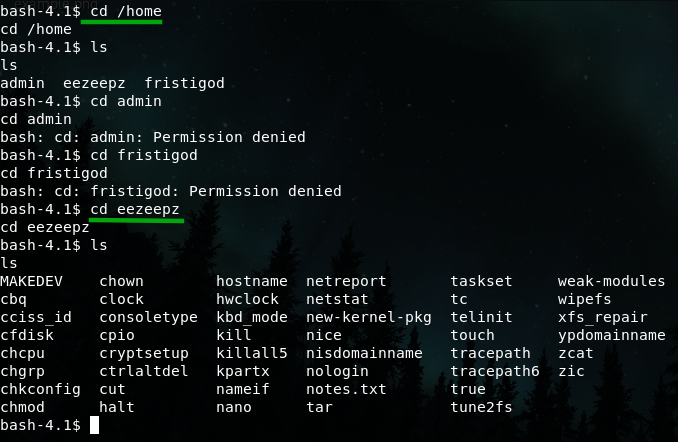 bash-4.1$ cd /home
cd /home
bash-4.1$ ls
ls
admin  eezeepz  fristigod
bash-4.1$ cd admin
cd admin
bash: cd: admin: Permission denied
bash-4.1$ cd fristigod
cd fristigod
bash: cd: fristigod: Permission denied
bash-4.1$ cd eezeepz
cd eezeepz
bash-4.1$ ls
ls
MAKEDEV    chown        hostname  netreport       taskset     weak-modules
cbq        clock        hwclock   netstat         tc          wipefs
cciss_id   consoletype  kbd_mode  new-kernel-pkg  telinit     xfs_repair
cfdisk     cpio         kill      nice            touch       ypdomainname
chcpu      cryptsetup   killall5  nisdomainname   tracepath   zcat
chgrp      ctrlaltdel   kpartx    nologin         tracepath6  zic
chkconfig  cut          nameif    notes.txt       true
chmod      halt         nano      tar             tune2fs
bash-4.1$